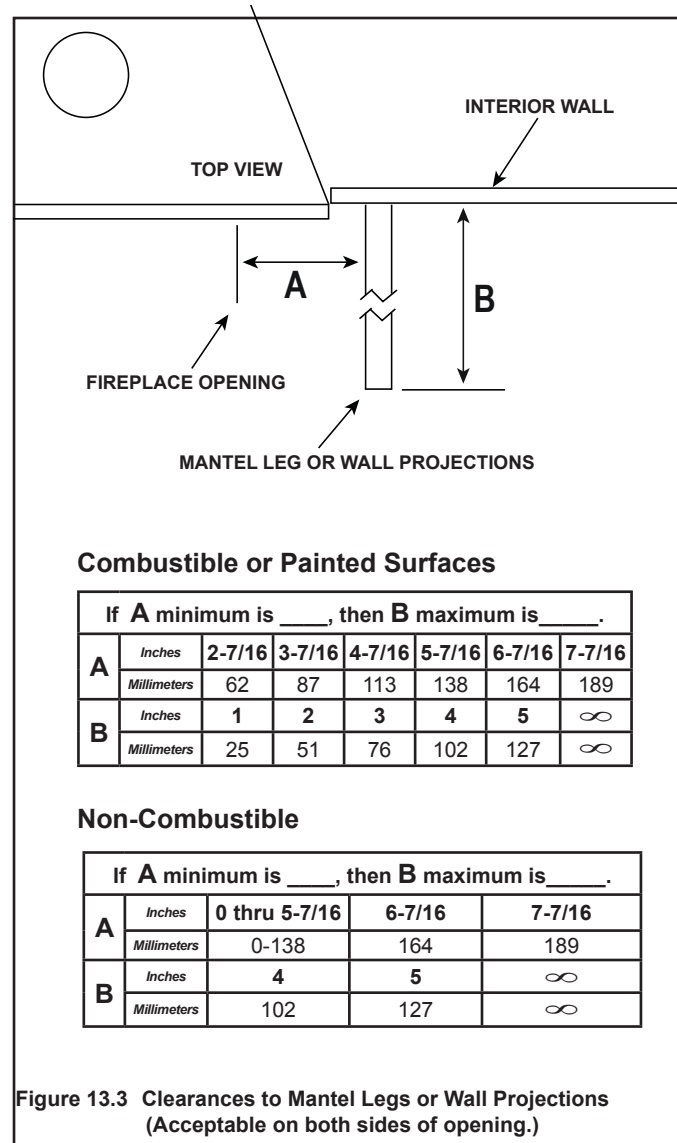 INTERIOR WALL
TOP VIEW
A
B
FIREPLACE OPENING
MANTEL LEG OR WALL PROJECTIONS
Combustible or Painted Surfaces
If A minimum is ____, then B maximum is_____.
A Inches 2-7/16 3-7/16 4-7/16 5-7/16 6-7/16 7-7/16
Millimeters 62 87 113 138 164 189
B Inches 1 2 3 4 5 ∞
Millimeters 25 51 76 102 127 ∞
Non-Combustible
If A minimum is ____, then B maximum is_____.
A Inches 0 thru 5-7/16 6-7/16 7-7/16
Millimeters 0-138 164 189
B Inches 4 5 ∞
Millimeters 102 127 ∞
Figure 13.3 Clearances to Mantel Legs or Wall Projections
(Acceptable on both sides of opening.)